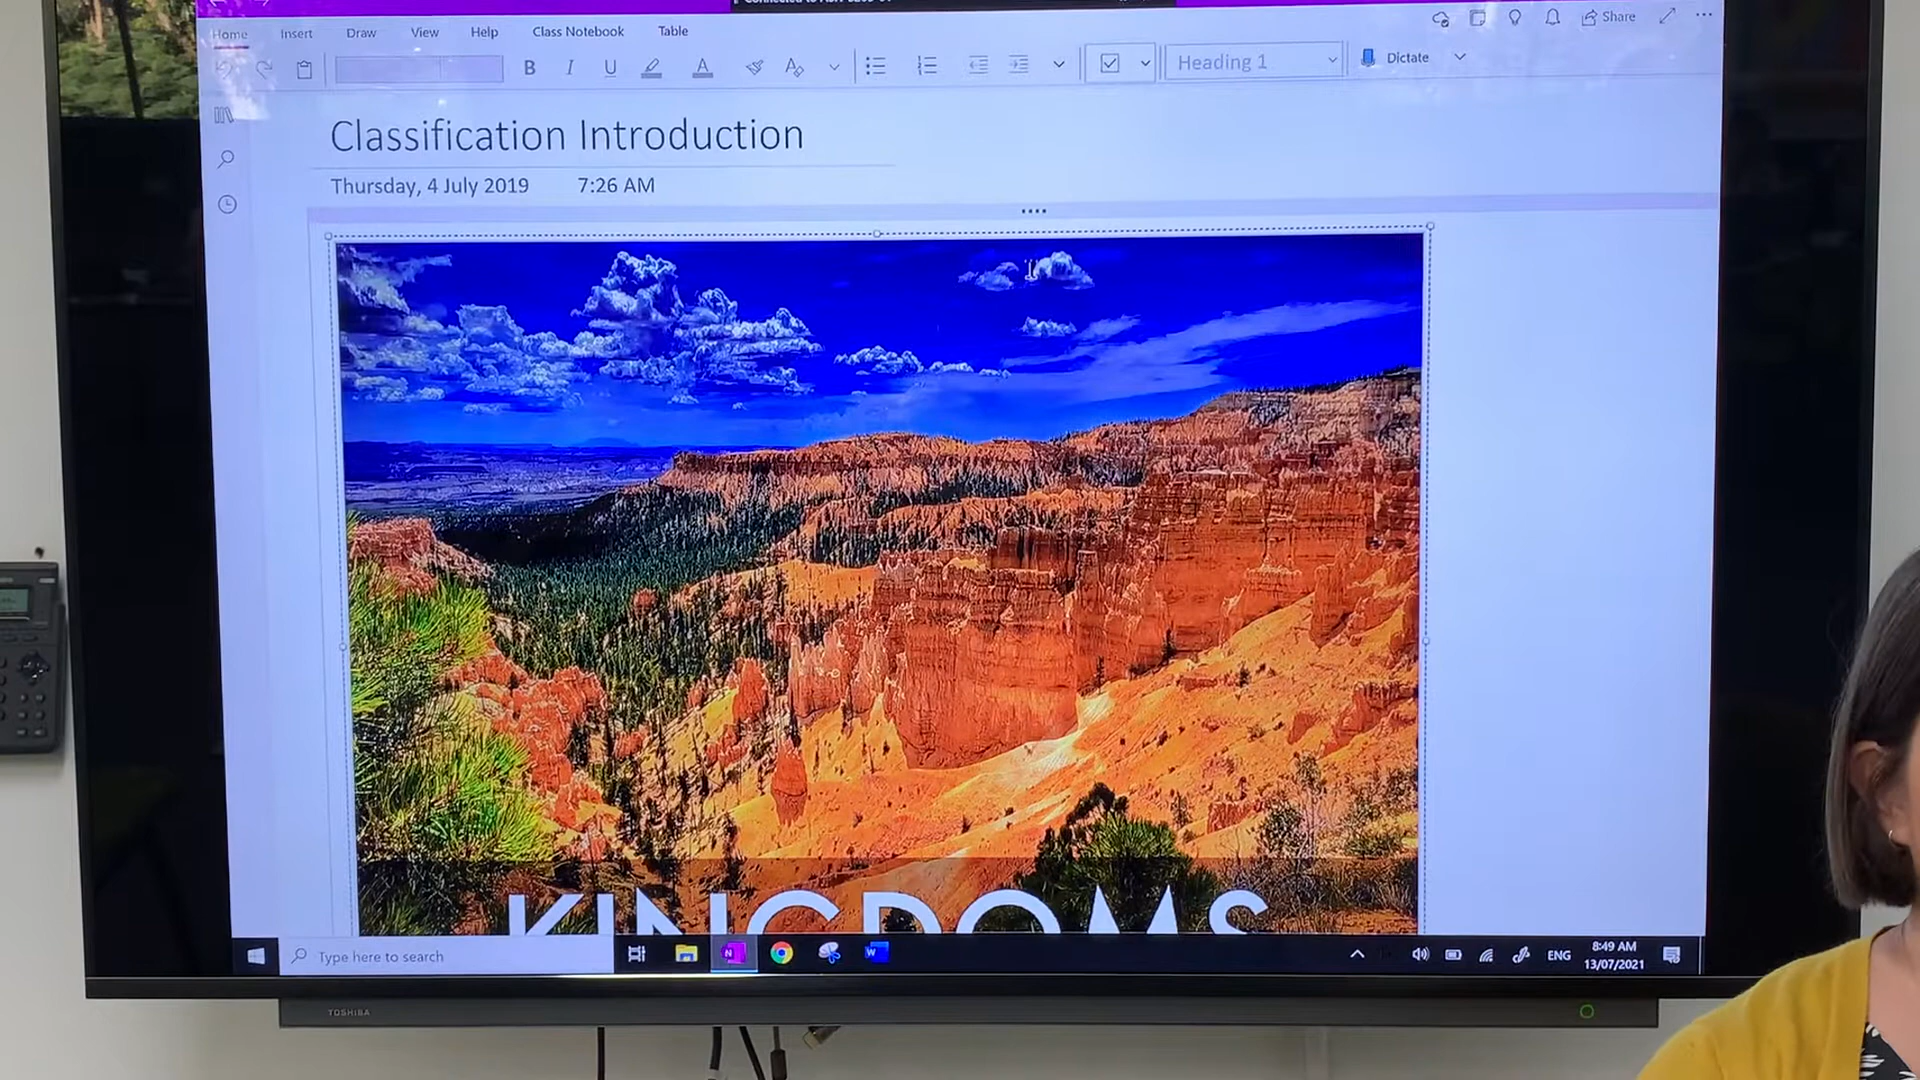 Home Insert Draw View Help Class Notebook Table Share
B I U A Heading 1 Dictate
Classification Introduction
Thursday, 4 July 2019 7:26 AM
KINGDOMS
Type here to search ENG 8:49 AM
13/07/2021
TOSHIBA